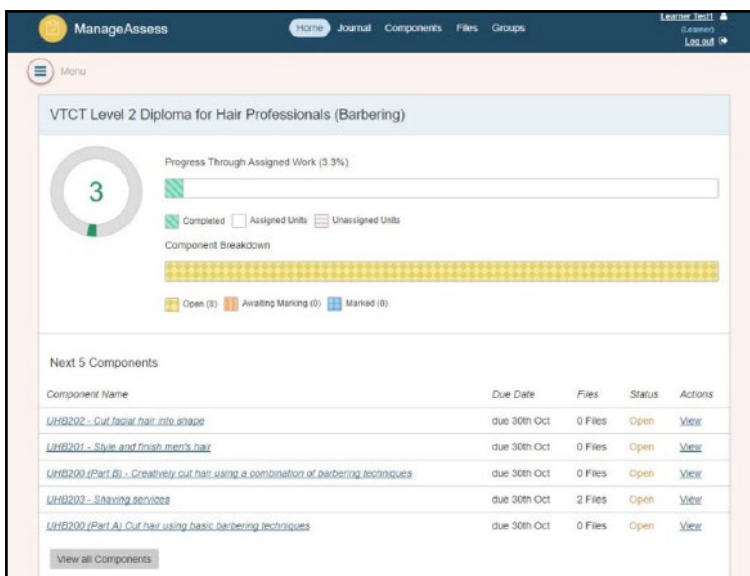 ManageAssess
Home Journal Components Files Groups
Learner Test1
(Learner)
Log out
Menu
VTCT Level 2 Diploma for Hair Professionals (Barbering)
3
Progress Through Assigned Work (3.3%)
Completed Assigned Units Unassigned Units
Component Breakdown
Open (8) Awaiting Marking (0) Marked (0)
Next 5 Components
Component Name Due Date Files Status Actions
UHB202 - Cut facial hair into shape due 30th Oct 0 Files Open View
UHB201 - Style and finish men's hair due 30th Oct 0 Files Open View
UHB200 (Part B) - Creatively cut hair using a combination of barbering techniques due 30th Oct 0 Files Open View
UHB203 - Shaving services due 30th Oct 2 Files Open View
UHB200 (Part A) Cut hair using basic barbering techniques due 30th Oct 0 Files Open View
View all Components